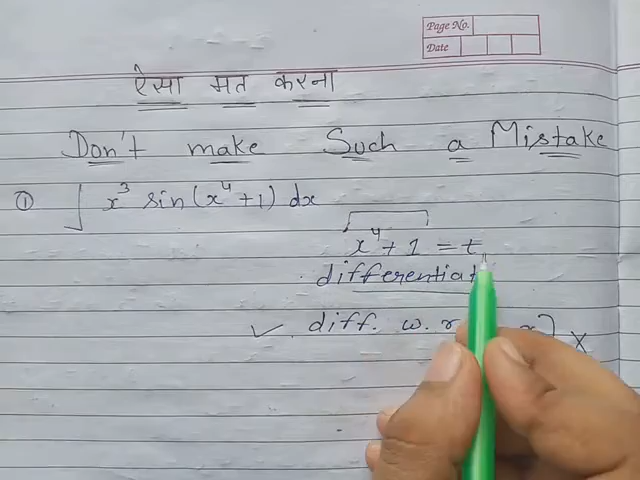 Page No.
Date
ऐसा मत करना
Don't make Such a Mistake
① ∫ x³ sin(x⁴+1) dx
x⁴+1 = t
differentiat
✓ diff. w. r x] ×